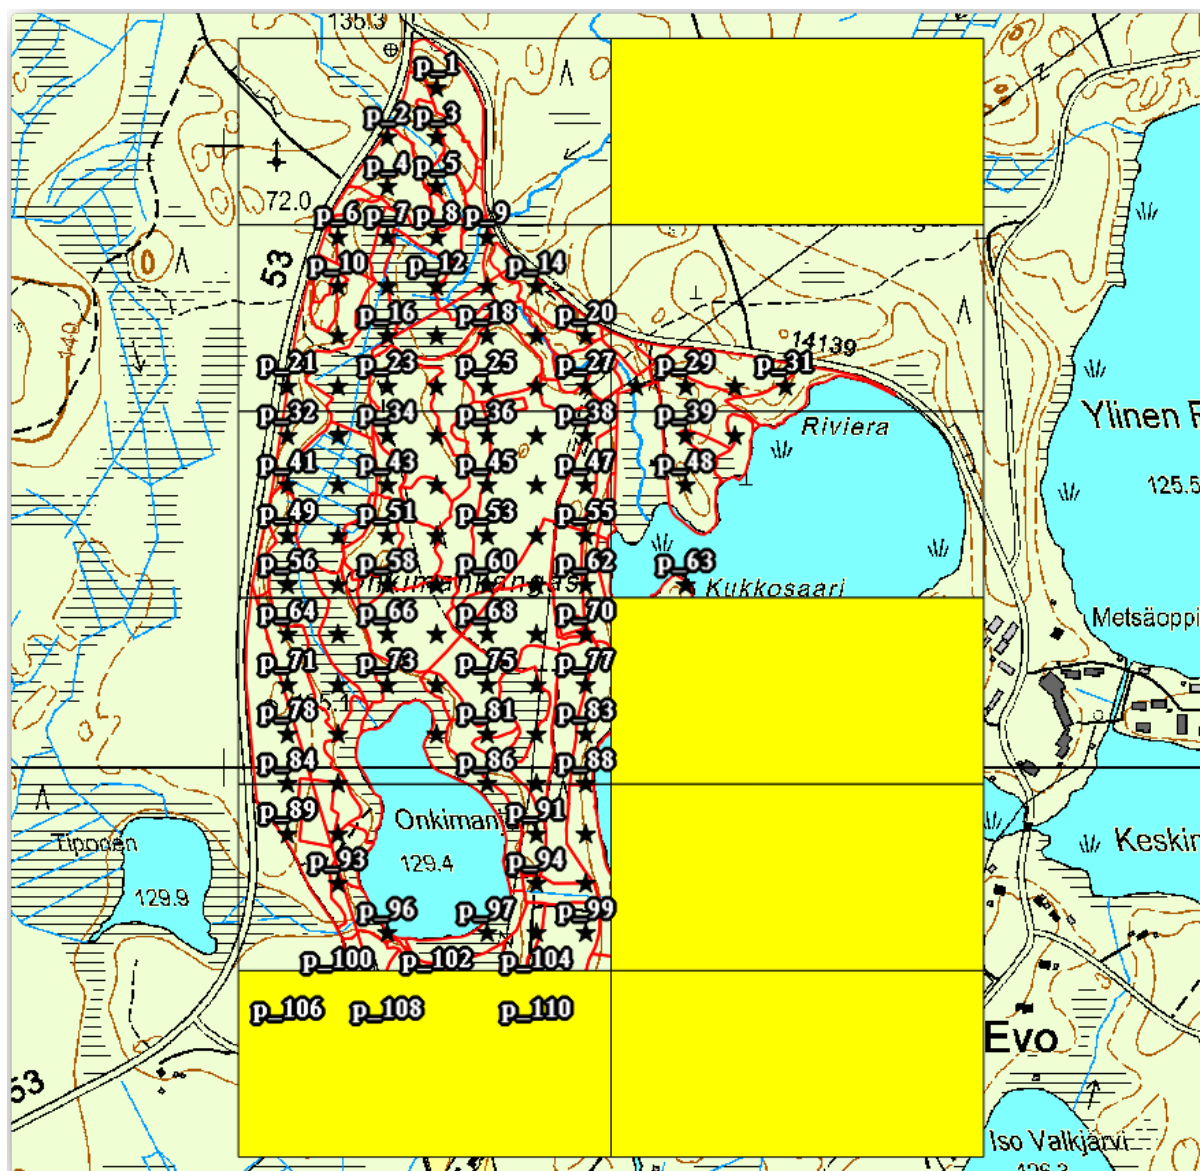 135.3
p_1
p_2 p_3
p_4 p_5
72.0
p_6 p_7 p_8 p_9
53
p_10 p_12 p_14
p_16 p_18 p_20
140
14139
p_21 p_23 p_25 p_27 p_29 p_31
p_32 p_34 p_36 p_38 p_39
Riviera
Ylinen R
p_41 p_43 p_45 p_47 p_48
125.5
p_49 p_51 p_53 p_55
p_56 p_58 p_60 p_62 p_63
Kukkosaari
p_64 p_66 p_68 p_70
Metsäoppi
p_71 p_73 p_75 p_77
p_78 p_81 p_83
p_84 p_86 p_88
p_89 Onkimanj p_91
Keskin
129.4
p_93 p_94
129.9
p_96 p_97 p_99
p_100 p_102 p_104
p_106 p_108 p_110
Evo
53
Iso Valkjärvi
126.3